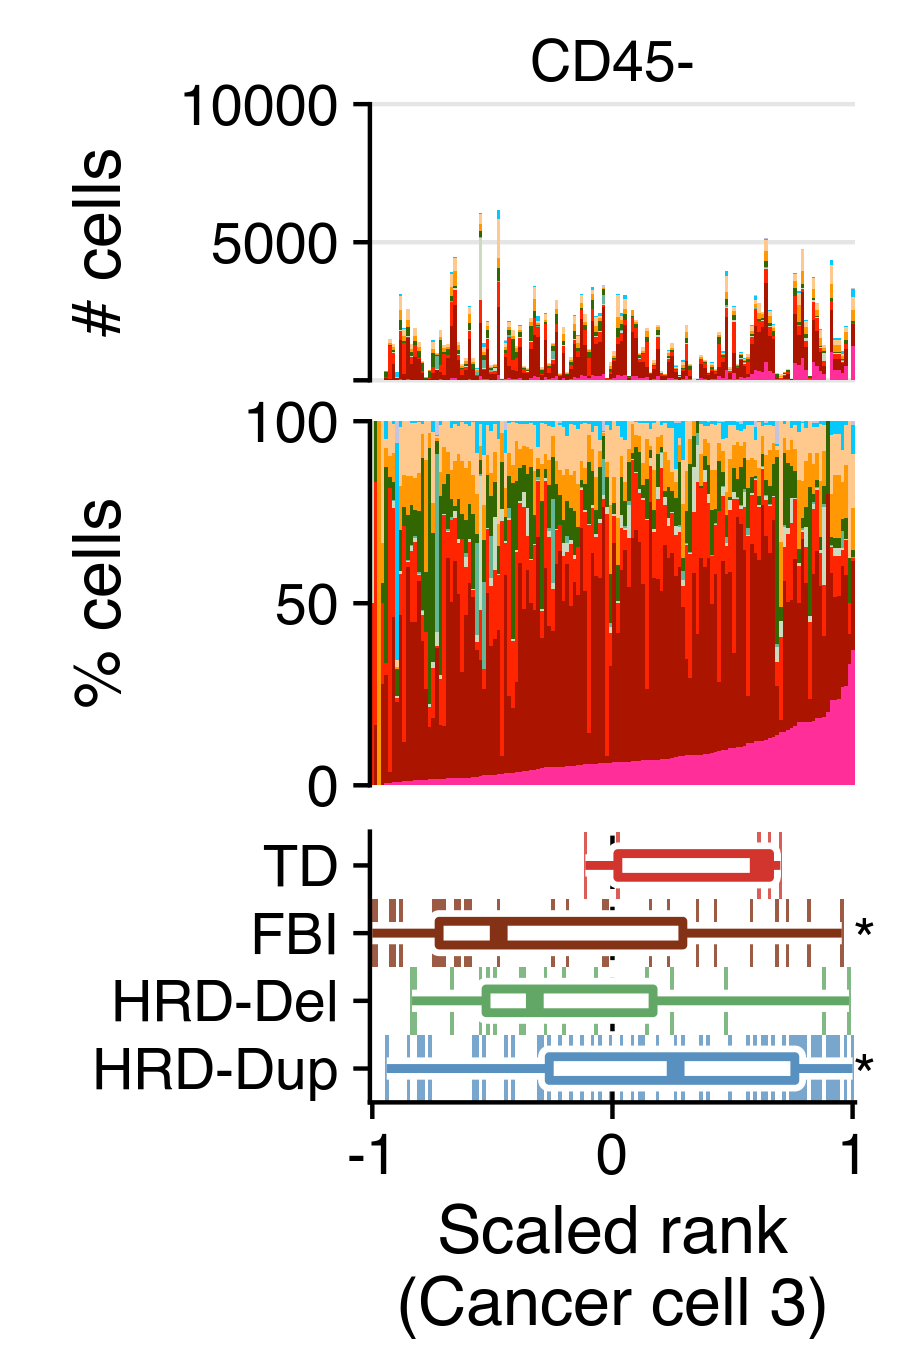 CD45-
# cells
10000
5000
% cells
100
50
0
TD
FBI *
HRD-Del
HRD-Dup *
-1 0 1
Scaled rank
(Cancer cell 3)